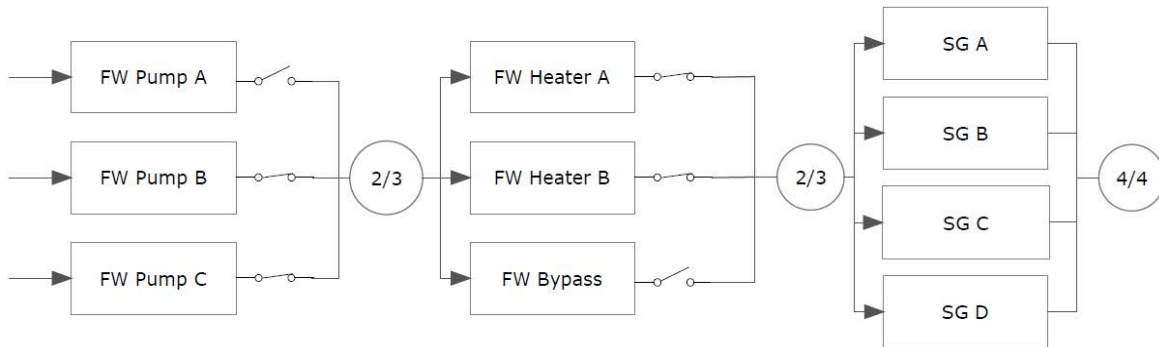 FW Pump A
FW Pump B
FW Pump C
2/3
FW Heater A
FW Heater B
FW Bypass
2/3
SG A
SG B
SG C
SG D
4/4